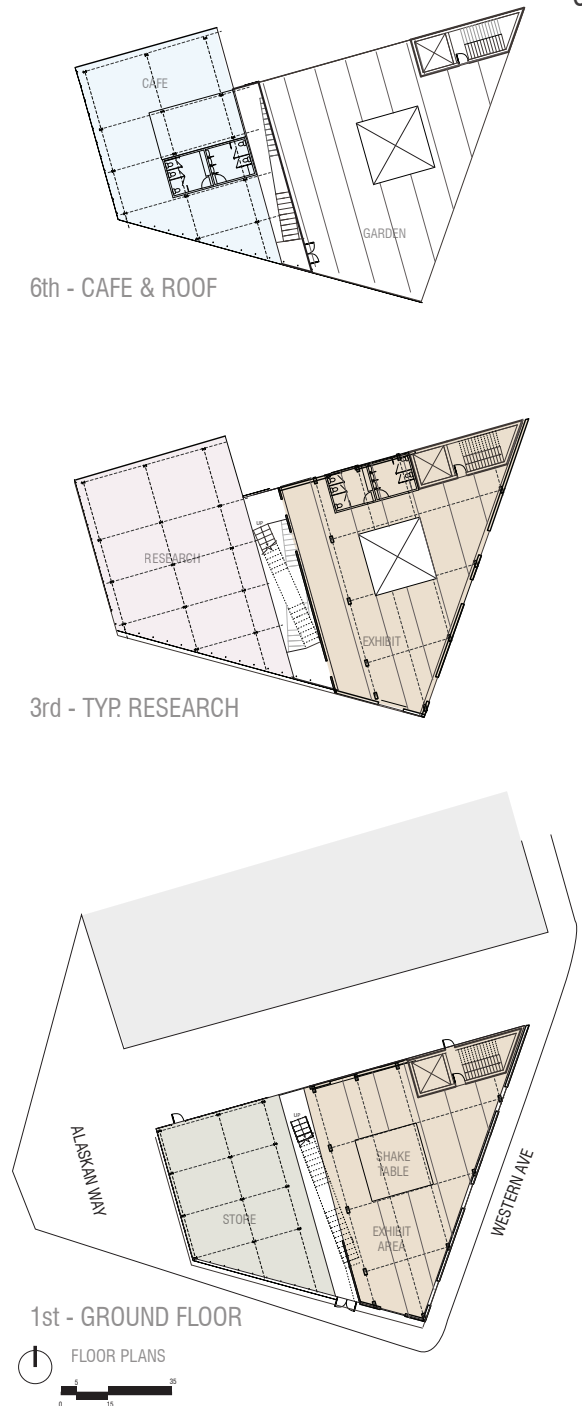 CAFE
GARDEN
6th - CAFE & ROOF
UP
RESEARCH
EXHIBIT
3rd - TYP. RESEARCH
UP
ALASKAN WAY
SHAKE
TABLE
WESTERN AVE
STORE
EXHIBIT
AREA
1st - GROUND FLOOR
FLOOR PLANS
5 35
0 15